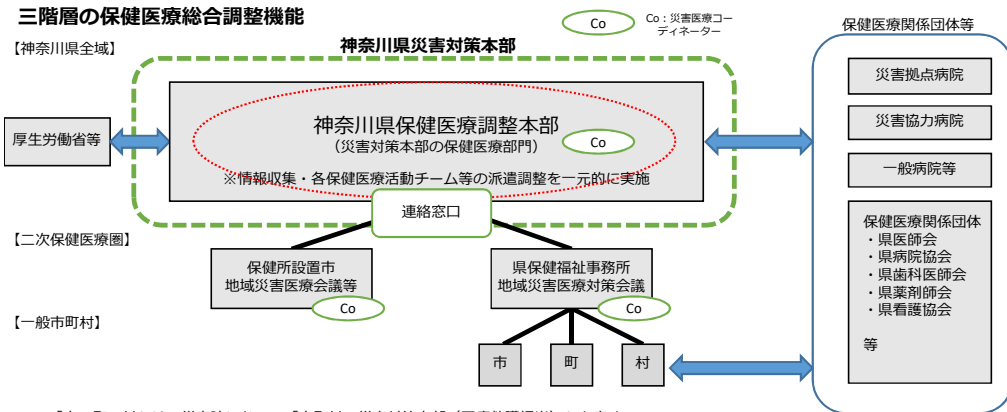 三階層の保健医療総合調整機能
Co
Co：災害医療コー
ディネーター
保健医療関係団体等
【神奈川県全域】
神奈川県災害対策本部
厚生労働省等
神奈川県保健医療調整本部
（災害対策本部の保健医療部門）
Co
※情報収集・各保健医療活動チーム等の派遣調整を一元的に実施
連絡窓口
災害拠点病院
災害協力病院
一般病院等
保健医療関係団体
・県医師会
・県病院協会
・県歯科医師会
・県薬剤師会
・県看護協会
等
【二次保健医療圏】
保健所設置市
地域災害医療会議等
Co
県保健福祉事務所
地域災害医療対策会議
Co
【一般市町村】
市
町
村